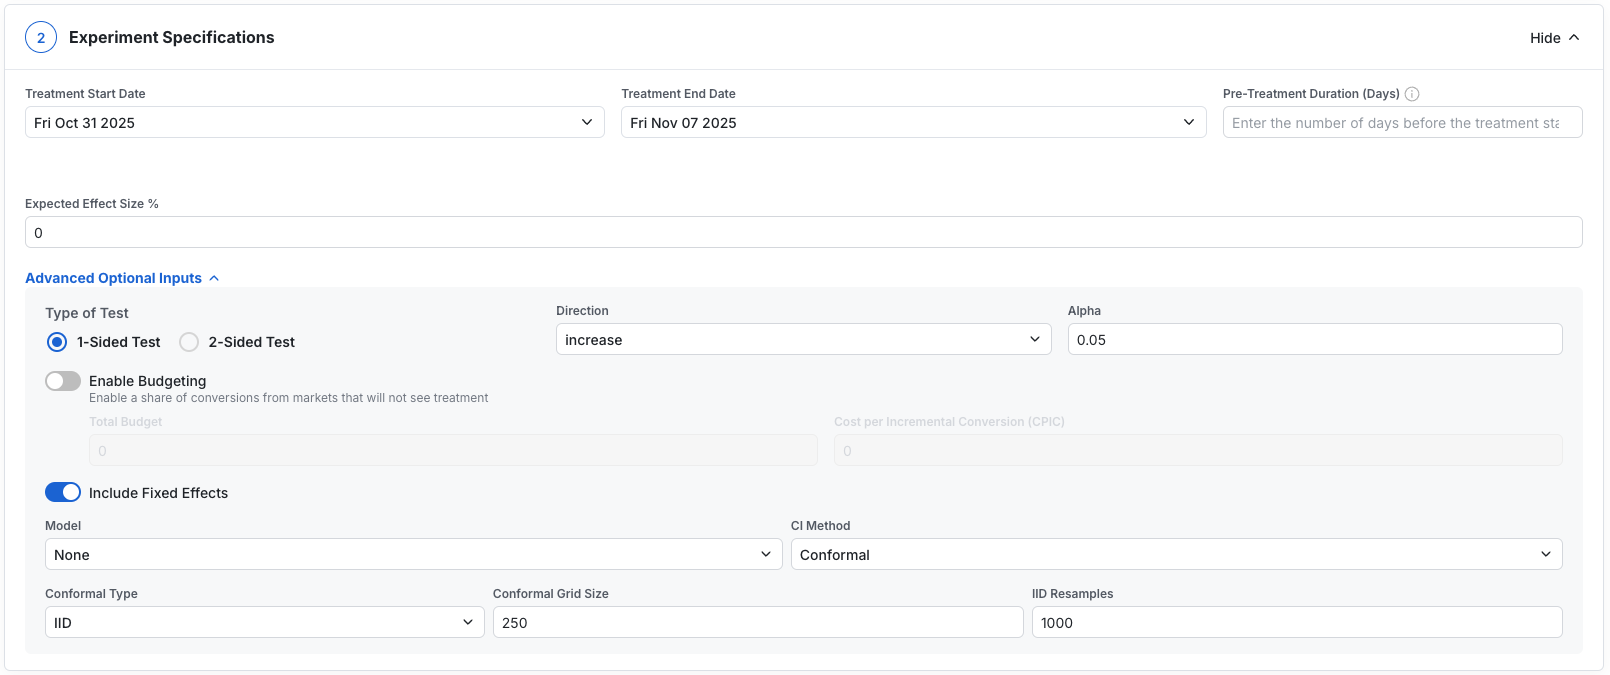 2 Experiment Specifications Hide
Treatment Start Date Treatment End Date Pre-Treatment Duration (Days)
Fri Oct 31 2025 Fri Nov 07 2025 Enter the number of days before the treatment sta
Expected Effect Size %
0
Advanced Optional Inputs
Type of Test Direction Alpha
1-Sided Test 2-Sided Test increase 0.05
Enable Budgeting
Enable a share of conversions from markets that will not see treatment
Total Budget Cost per Incremental Conversion (CPIC)
0 0
Include Fixed Effects
Model CI Method
None Conformal
Conformal Type Conformal Grid Size IID Resamples
IID 250 1000